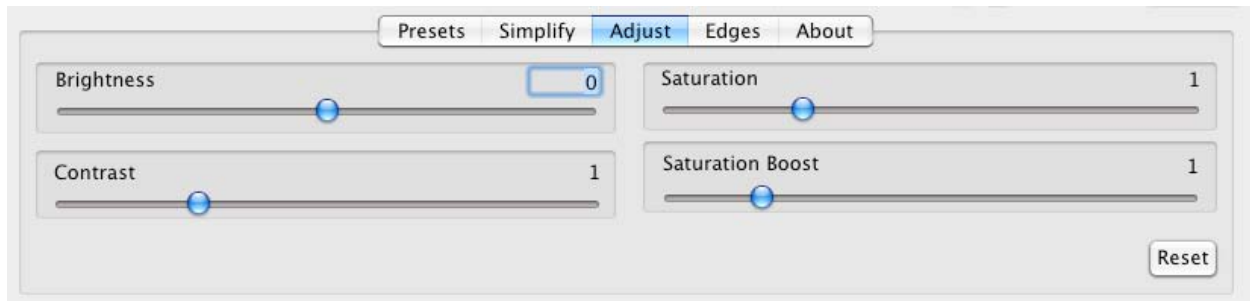 Presets Simplify Adjust Edges About
Brightness 0
Saturation 1
Contrast 1
Saturation Boost 1
Reset